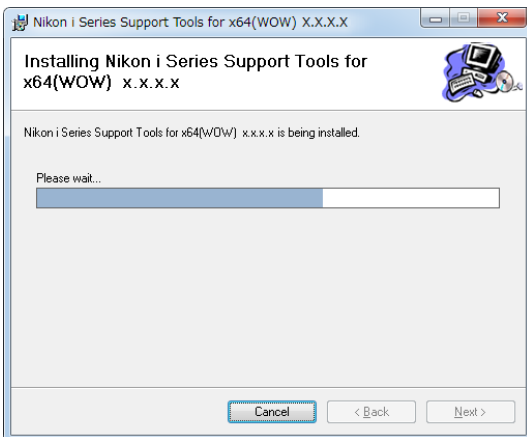 Nikon i Series Support Tools for x64(WOW) X.X.X.X
Installing Nikon i Series Support Tools for
x64(WOW) x.x.x.x
Nikon i Series Support Tools for x64(WOW) x.x.x.x is being installed.
Please wait...
Cancel < Back Next >